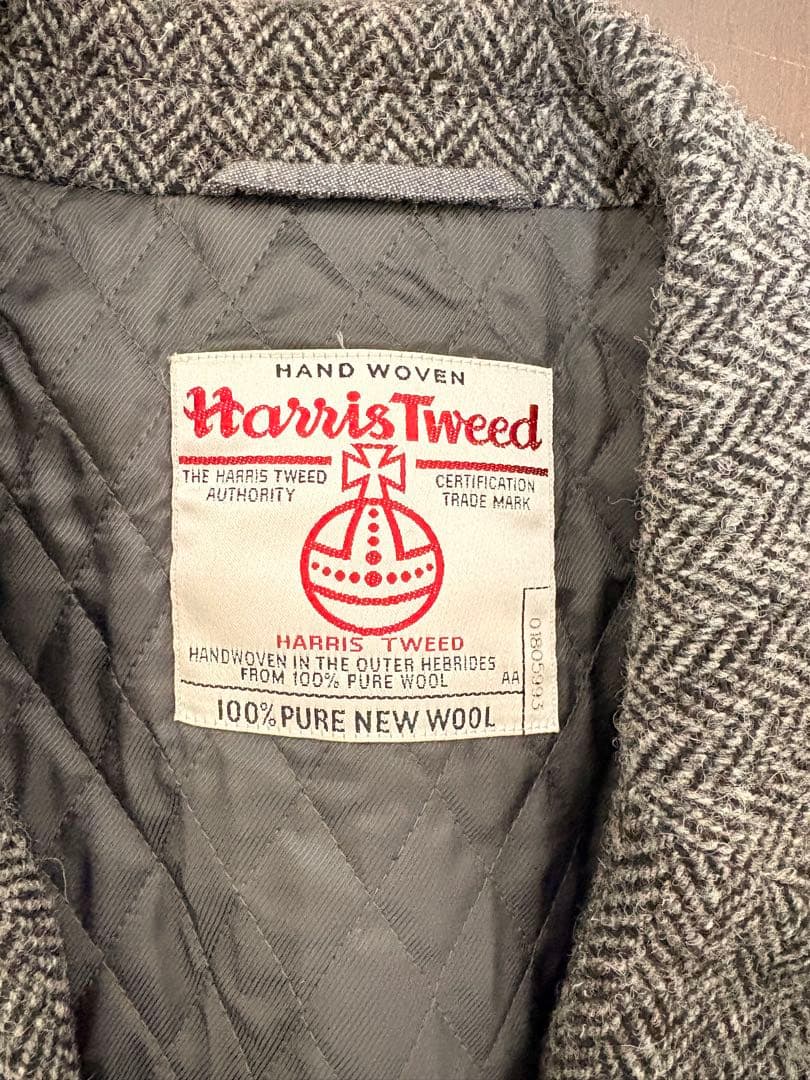 HAND WOVEN
Harris Tweed
THE HARRIS TWEED
AUTHORITY
CERTIFICATION
TRADE MARK
HARRIS TWEED
HANDWOVEN IN THE OUTER HEBRIDES
FROM 100% PURE WOOL
AA
100% PURE NEW WOOL
01805993